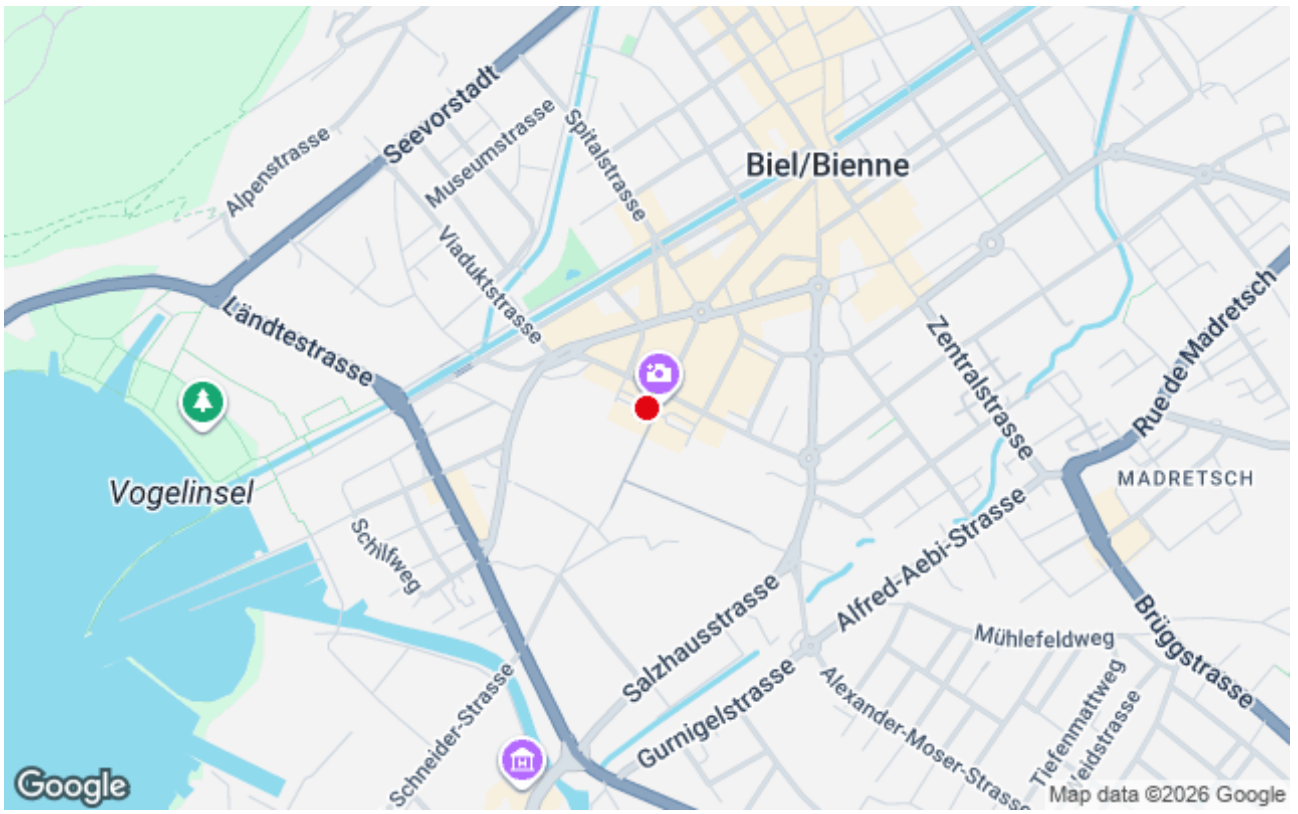 Seevorstadt
Museumstrasse
Spitalstrasse
Alpenstrasse
Biel/Bienne
Viaduktstrasse
Ländtestrasse
Zentralstrasse
Rue de Madretsch
MADRETSCH
Vogelinsel
Schilfweg
Alfred-Aebi-Strasse
Salzhausstrasse
Mühlefeldweg
Brüggstrasse
Gurnigelstrasse
Schneider-Strasse
Alexander-Moser-Strasse
Tiefenmattweg
Heidstrasse
Google
Map data ©2026 Google